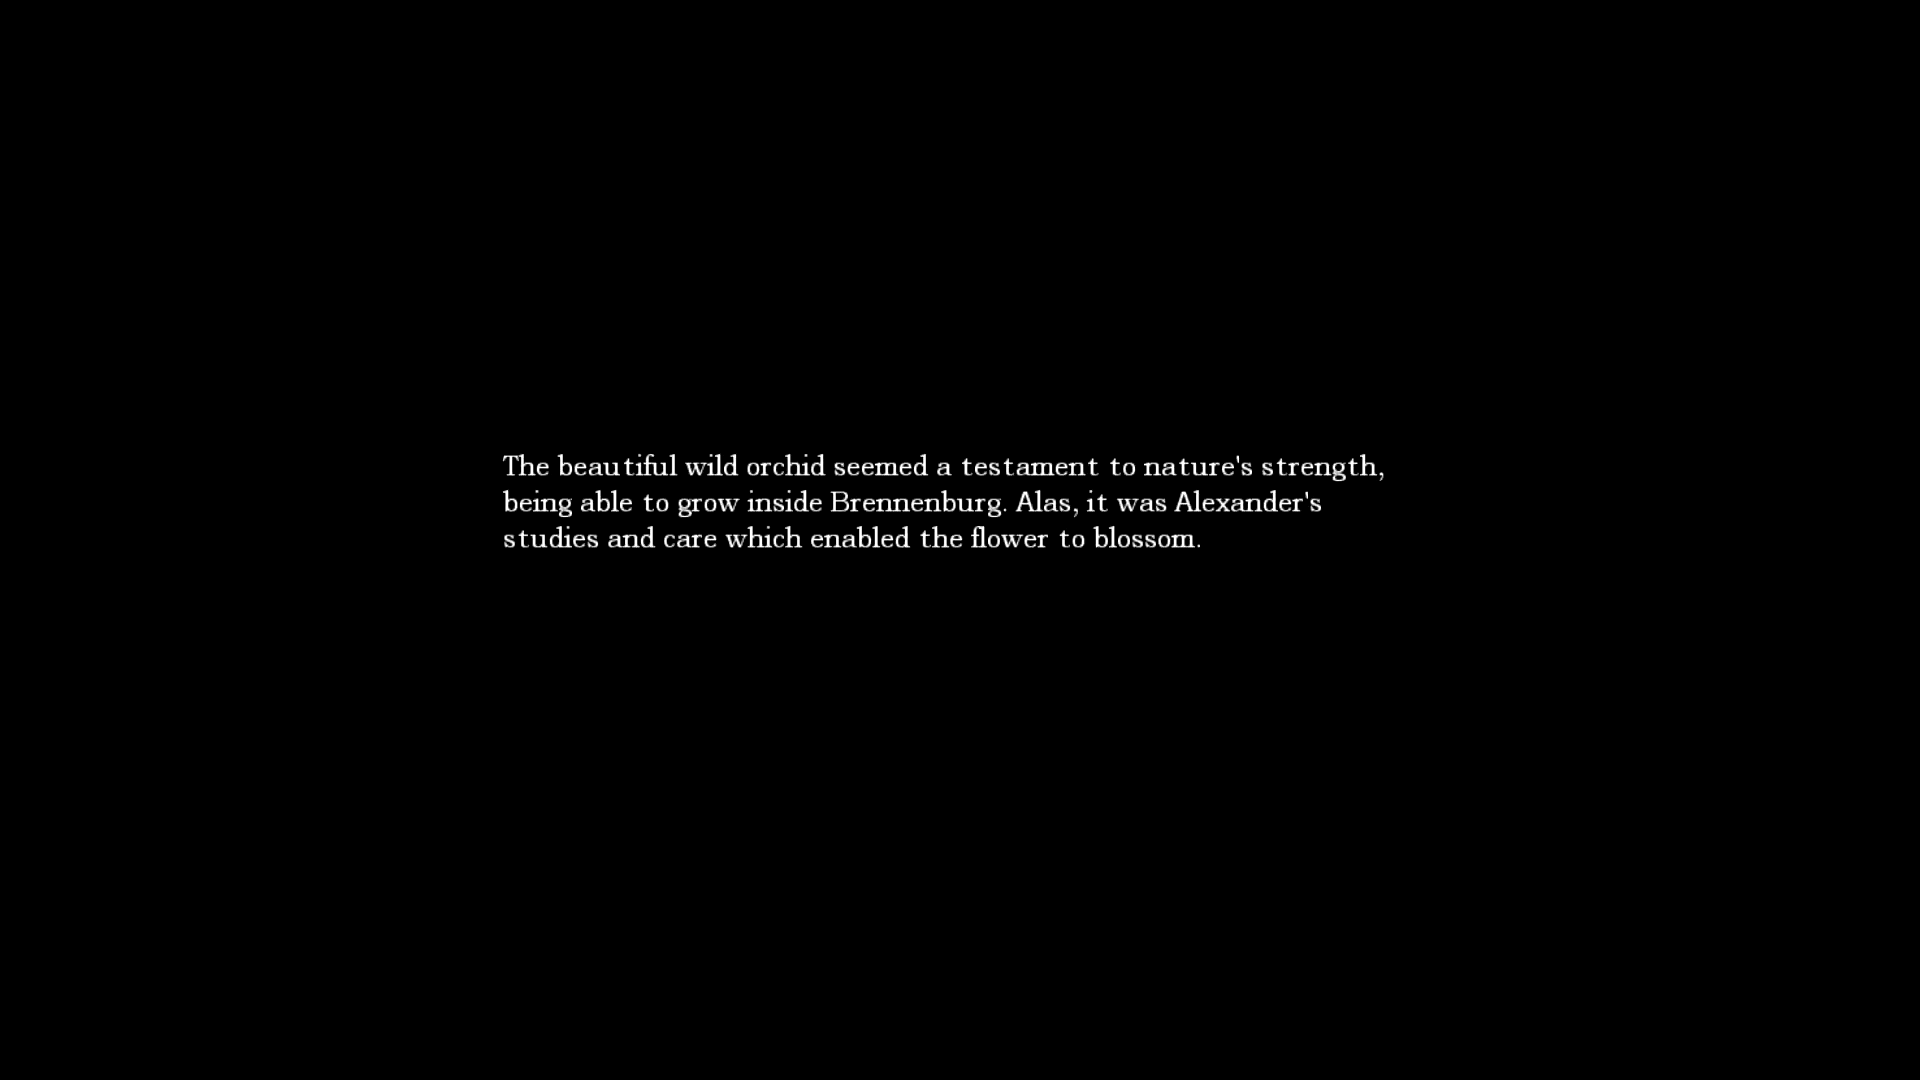 The beautiful wild orchid seemed a testament to nature's strength,
being able to grow inside Brennenburg. Alas, it was Alexander's
studies and care which enabled the flower to blossom.